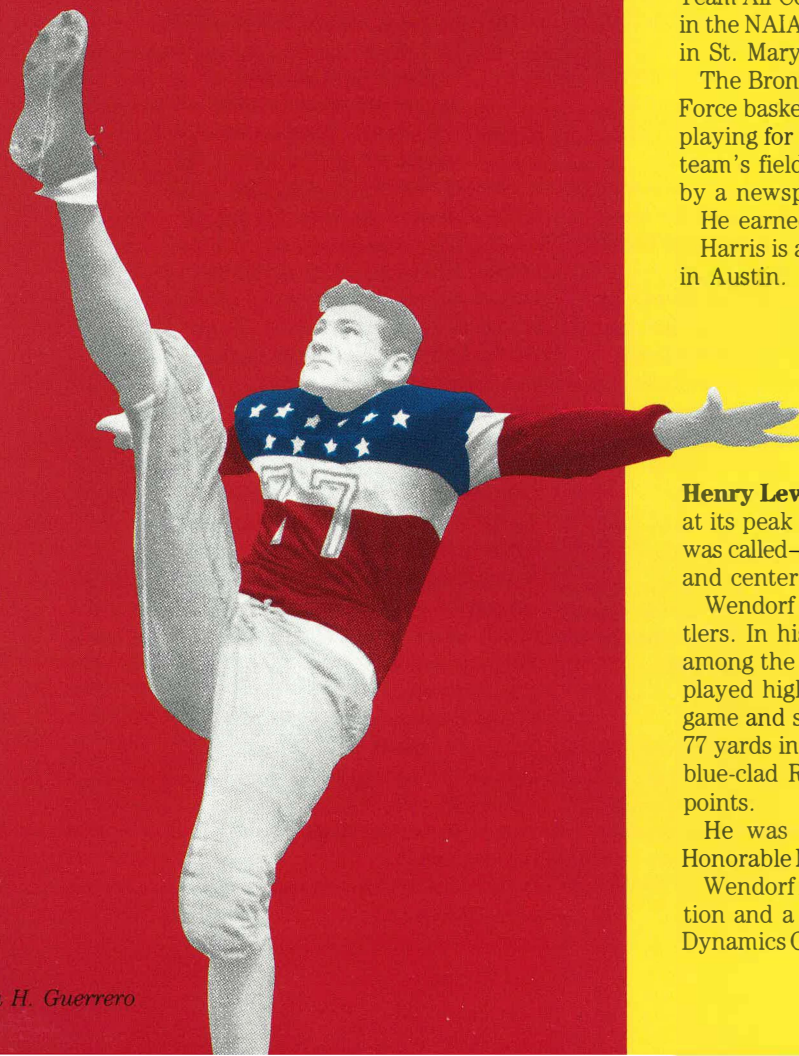 Team All-Co
in the NAIA
in St. Mary
The Bron
Force baske
playing for
team's field
by a newsp
He earne
Harris is a
in Austin.
Henry Lev
at its peak
was called—
and center
Wendorf
tlers. In his
among the
played high
game and s
77 yards in
blue-clad R
points.
He was
Honorable
Wendorf
tion and a
Dynamics
77
H. Guerrero